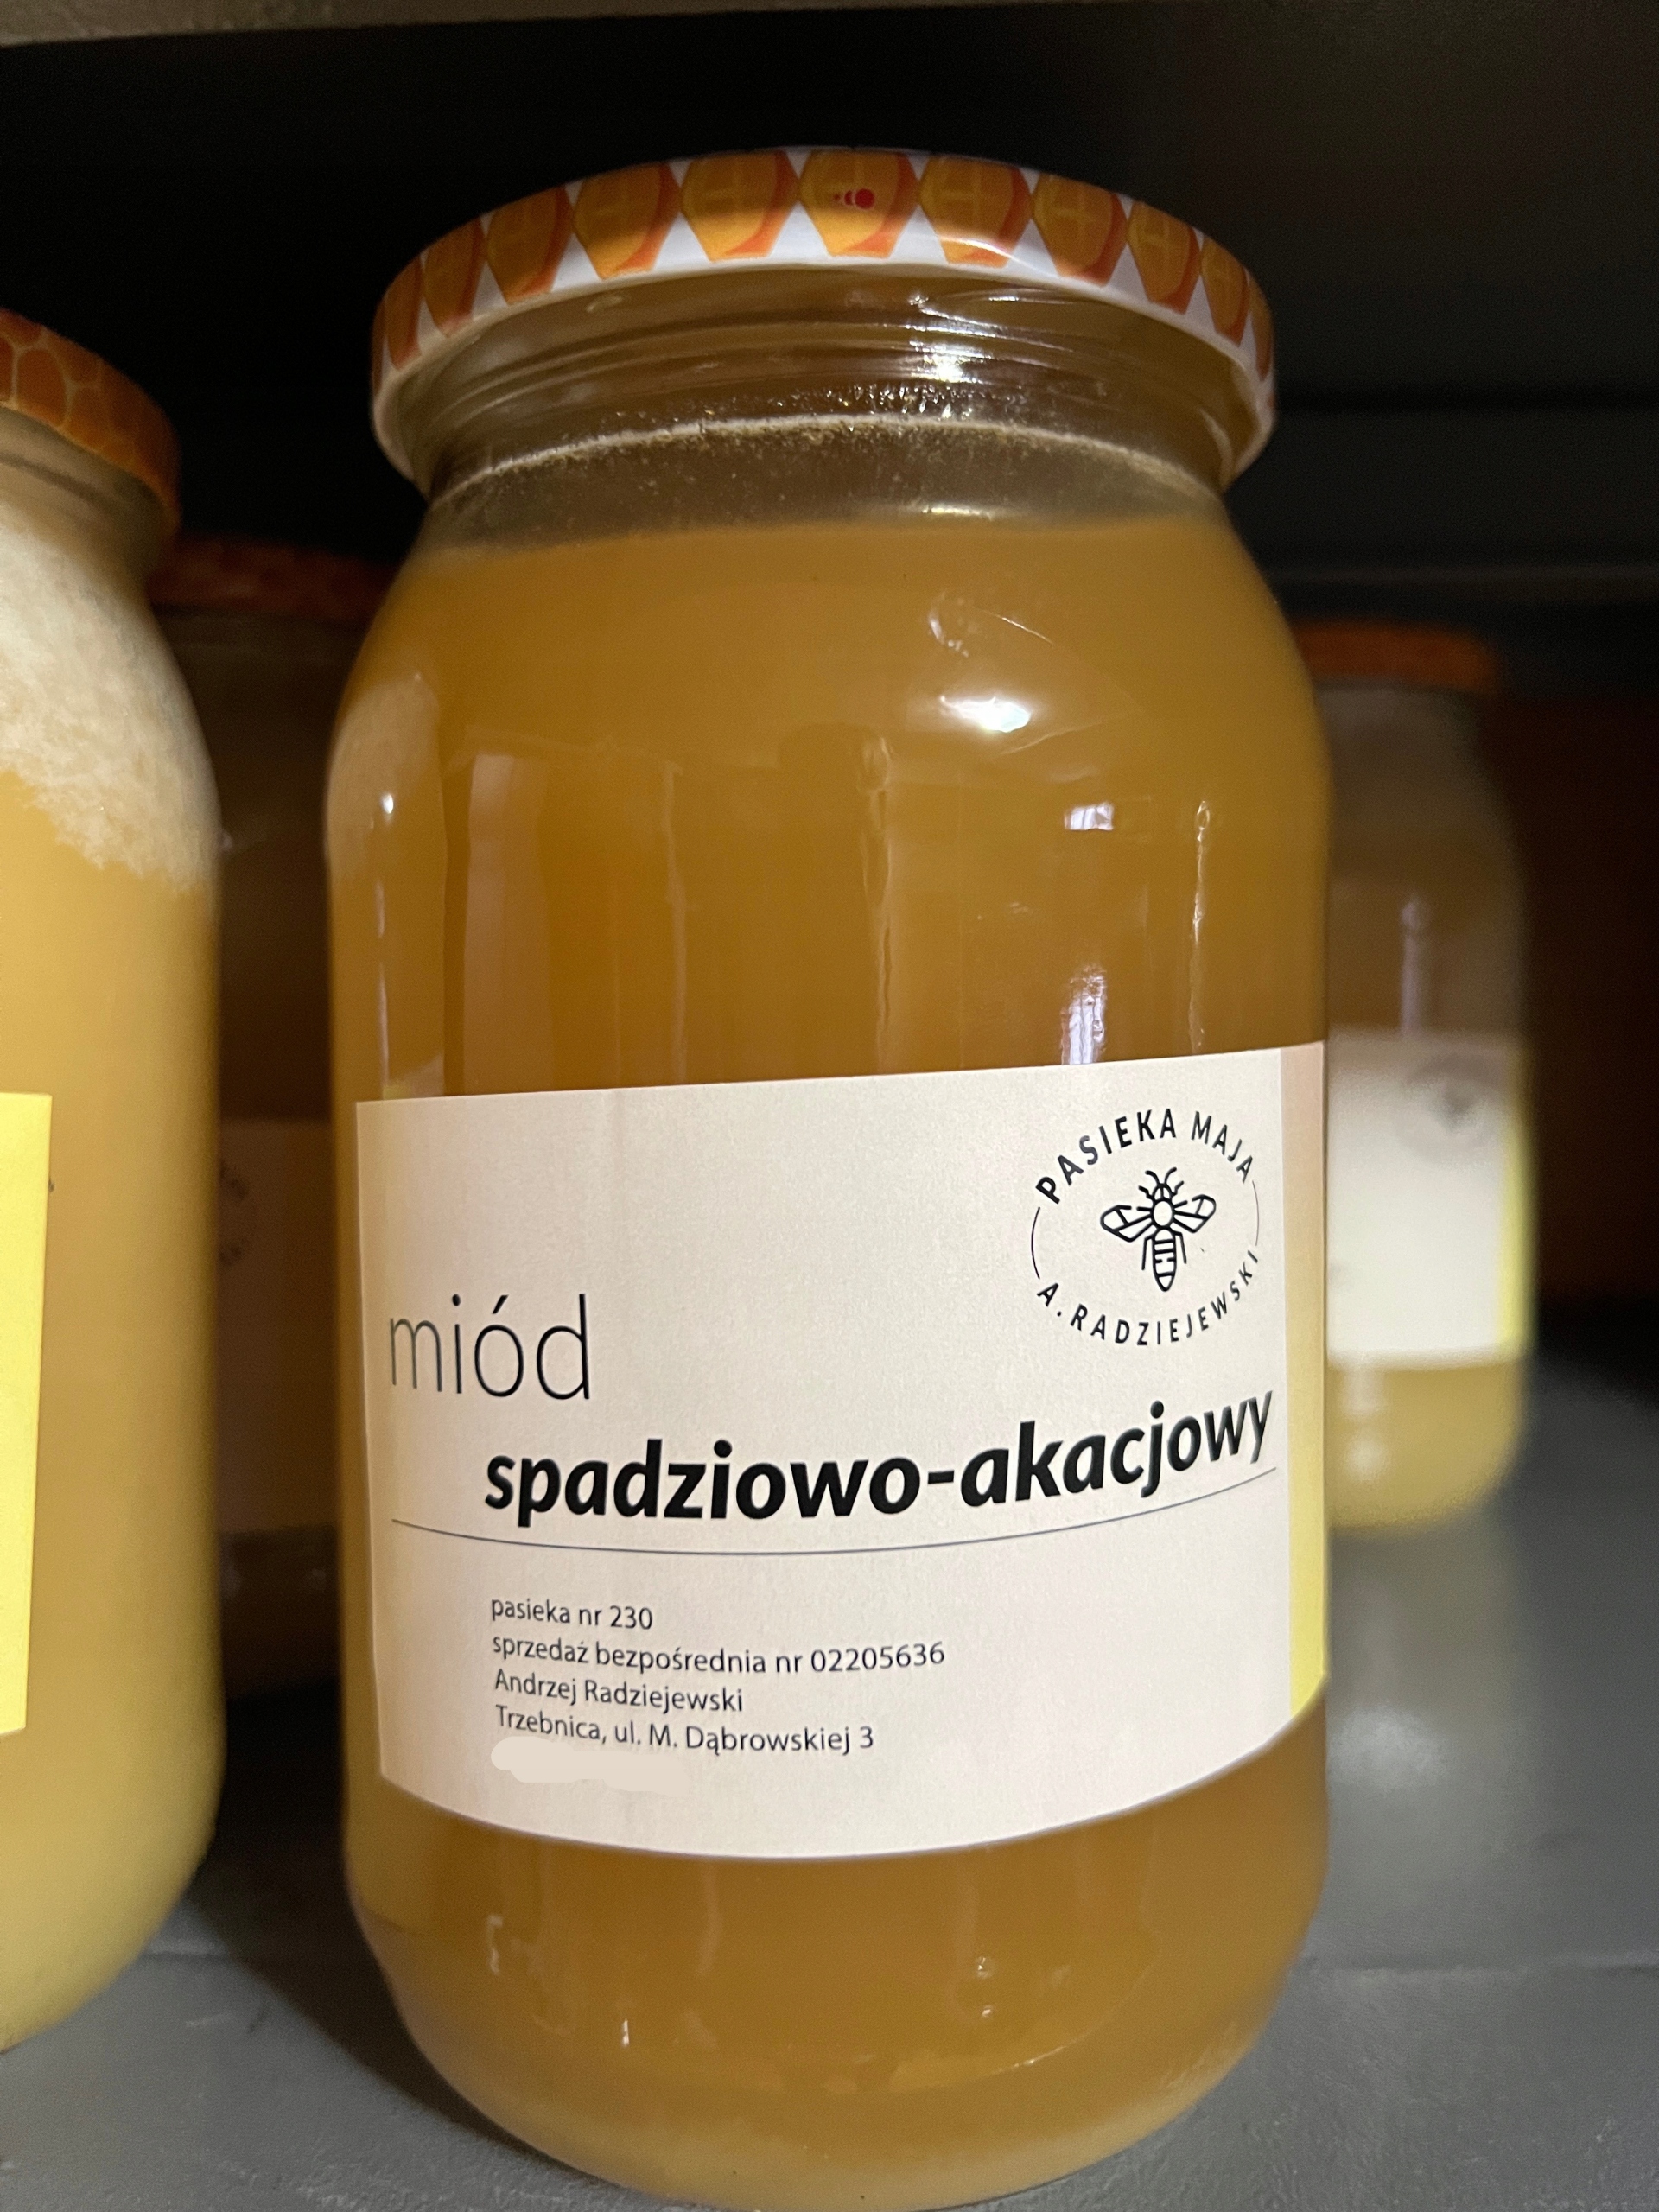 PASIEKA MAJA
A. RADZIEJEWSKI
miód
spadziowo-akacjowy
pasieka nr 230
sprzedaż bezpośrednia nr 02205636
Andrzej Radziejewski
Trzebnica, ul. M. Dąbrowskiej 3